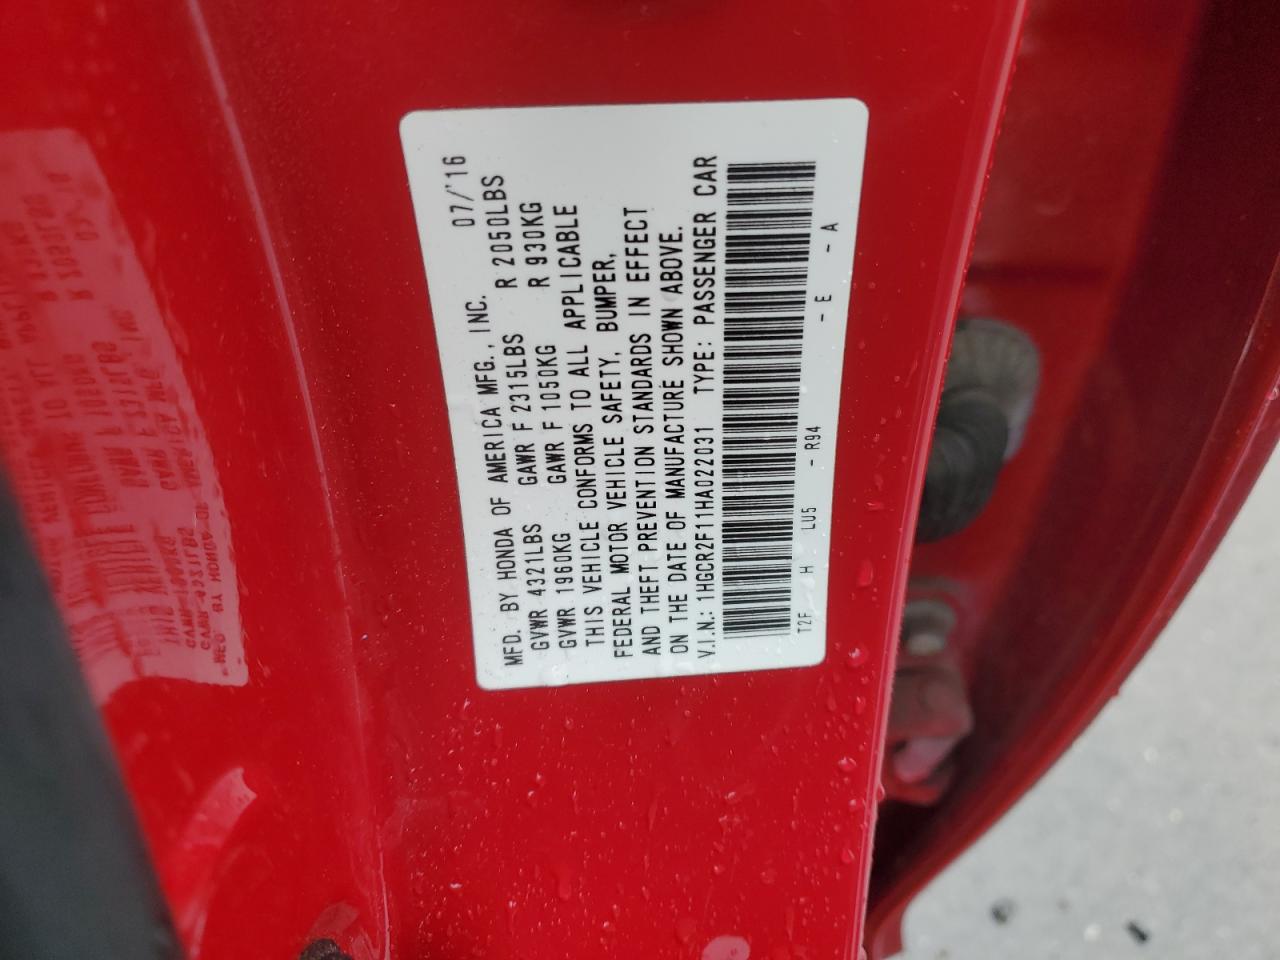 07/'16
MFD. BY HONDA OF AMERICA MFG., INC.
GVWR 4321LBS GAWR F 2315LBS R 2050LBS
GVWR 1960KG GAWR F 1050KG R 930KG
THIS VEHICLE CONFORMS TO ALL APPLICABLE
FEDERAL MOTOR VEHICLE SAFETY, BUMPER,
AND THEFT PREVENTION STANDARDS IN EFFECT
ON THE DATE OF MANUFACTURE SHOWN ABOVE.
V.I.N.: 1HGCR2F11HA022031 TYPE: PASSENGER CAR
T2F H LU5 - R94 - E - A